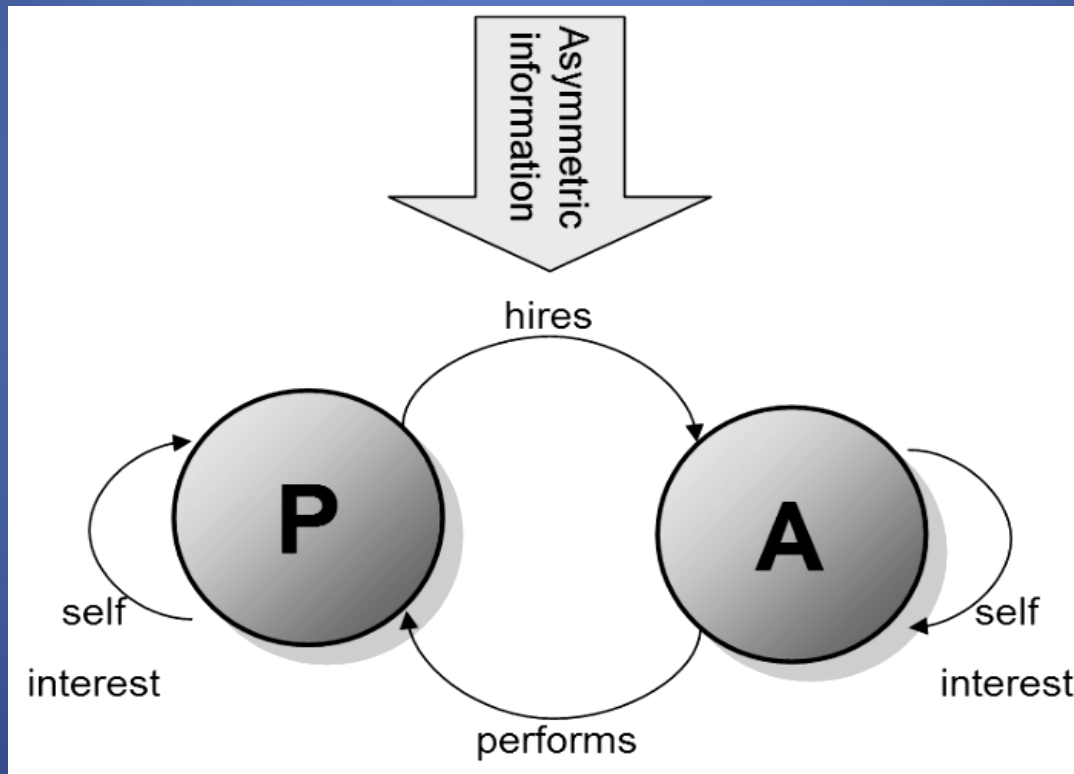 Asymmetric
information
hires
P
A
self
interest
self
interest
performs